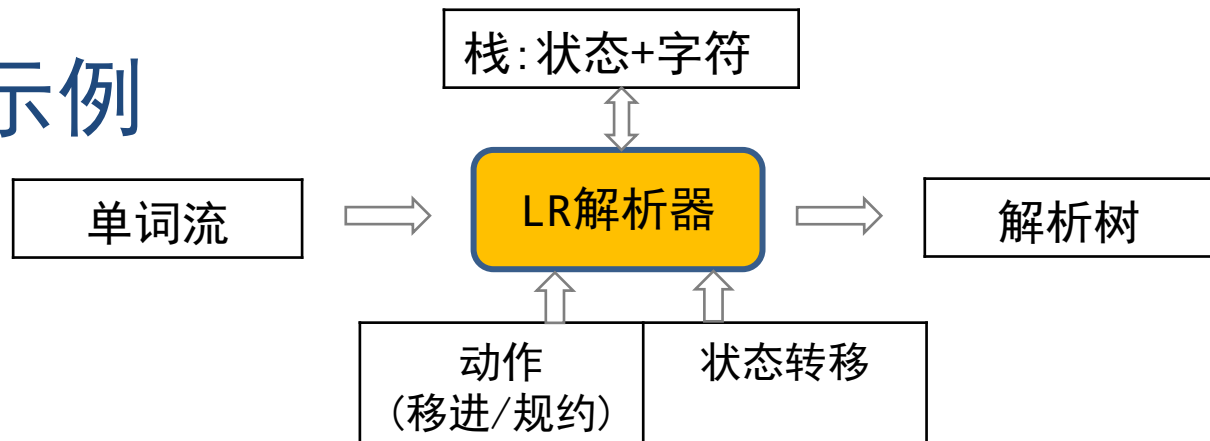 栈:状态+字符
示例
单词流
LR解析器
解析树
动作
(移进/规约)
状态转移